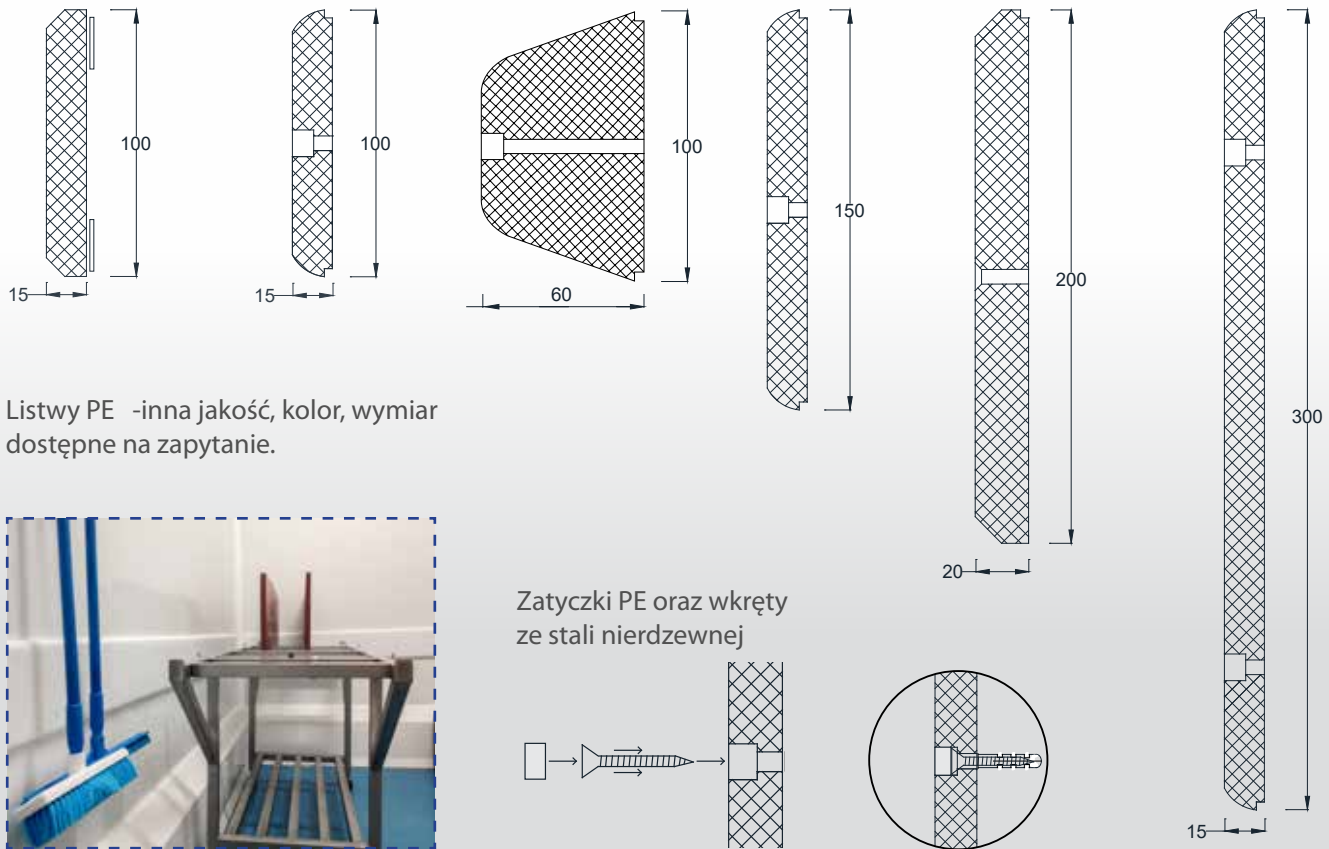 100
15
100
15
100
60
150
200
20
300
15
Listwy PE -inna jakość, kolor, wymiar
dostępne na zapytanie.
Zatyczki PE oraz wkręty
ze stali nierdzewnej